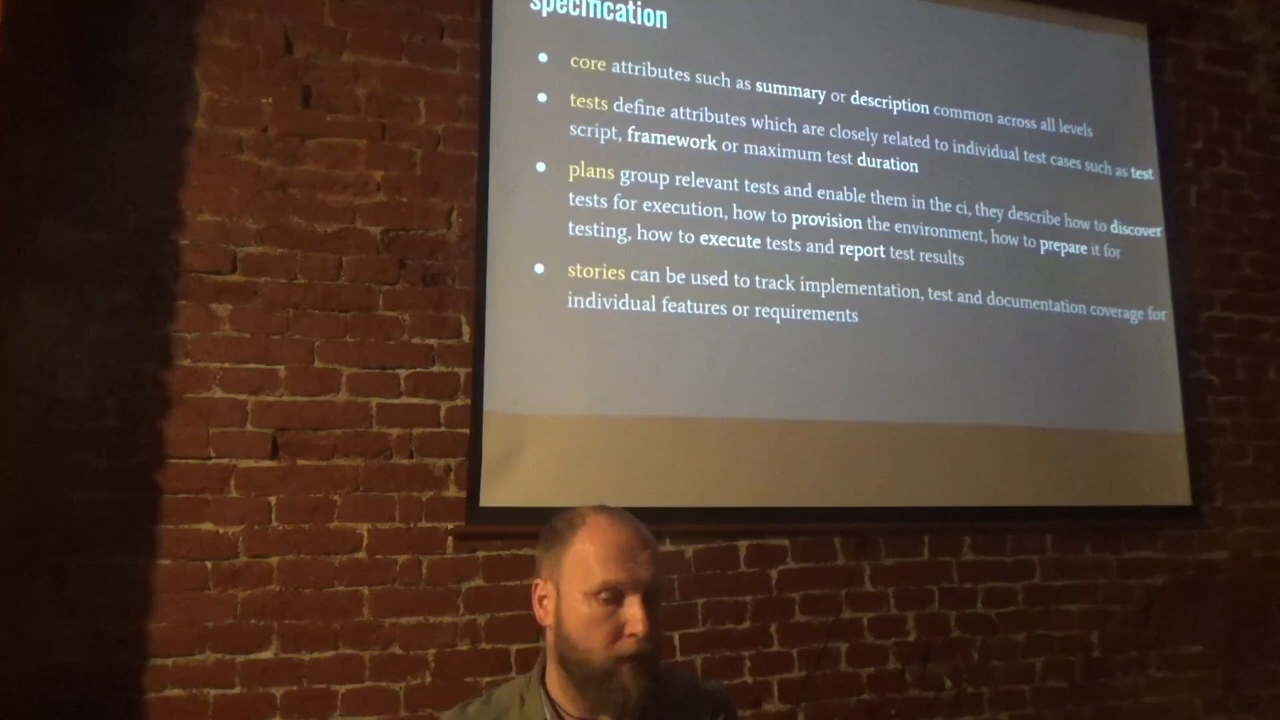 specification
core attributes such as summary or description common across all levels
tests define attributes which are closely related to individual test cases such as test
script, framework or maximum test duration
plans group relevant tests and enable them in the ci, they describe how to discover
tests for execution, how to provision the environment, how to prepare it for
testing, how to execute tests and report test results
stories can be used to track implementation, test and documentation coverage for
individual features or requirements